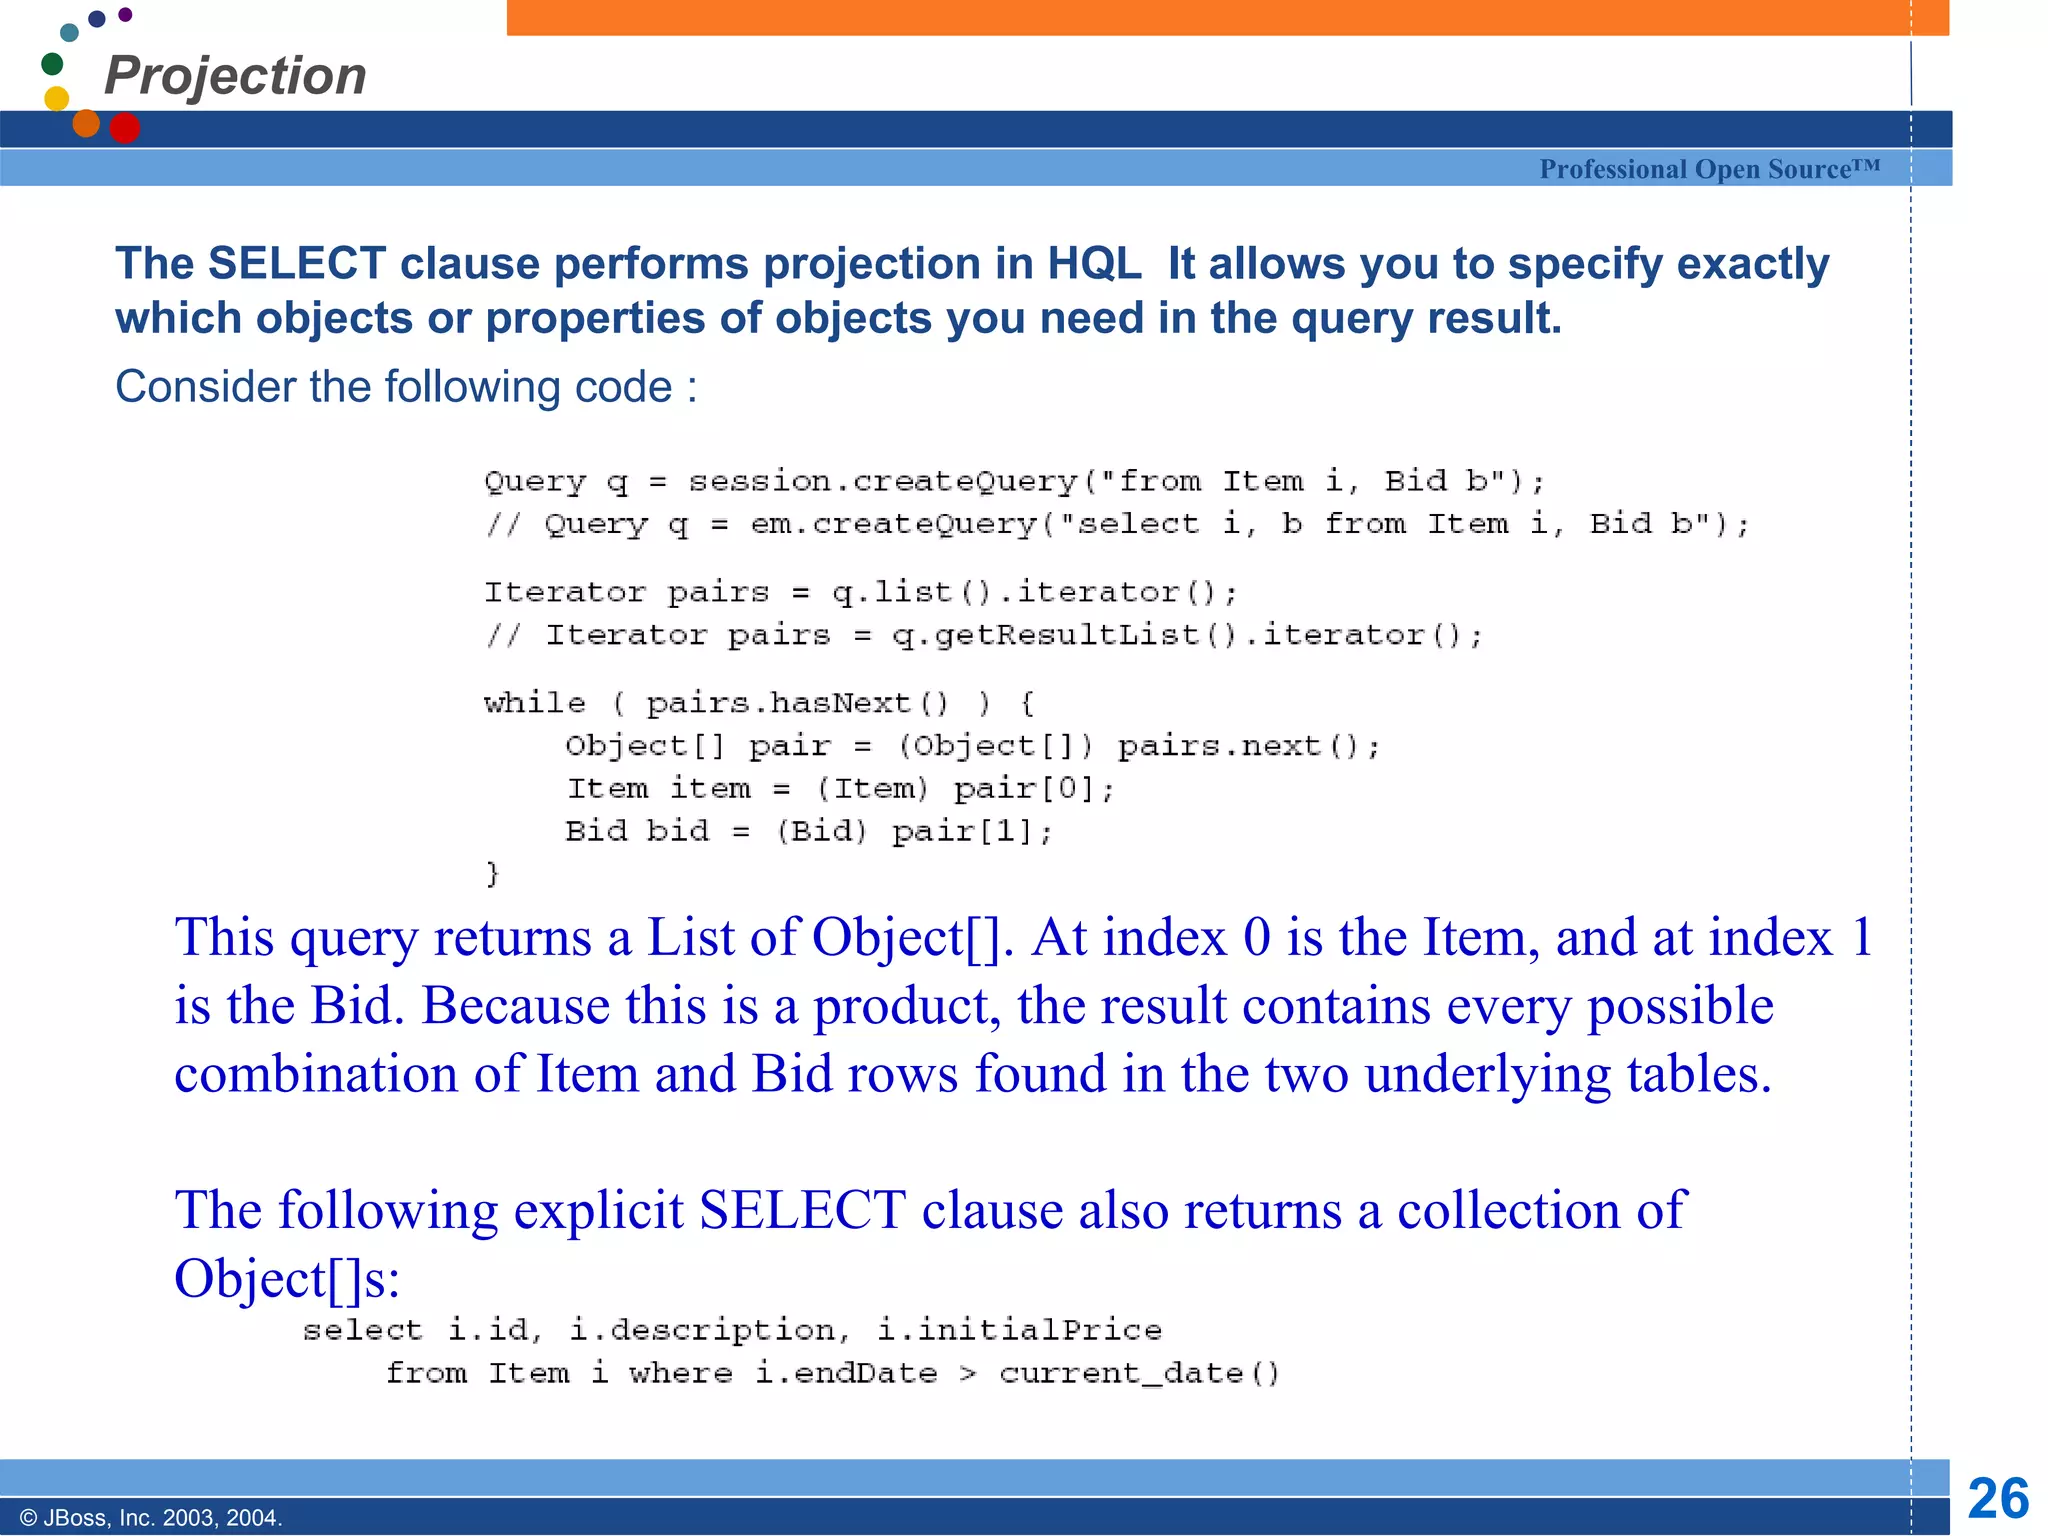 Projection
Professional Open Source™
The SELECT clause performs projection in HQL  It allows you to specify exactly
which objects or properties of objects you need in the query result.
Consider the following code :
Query q = session.createQuery("from Item i, Bid b");
// Query q = em.createQuery("select i, b from Item i, Bid b");
Iterator pairs = q.list().iterator();
// Iterator pairs = q.getResultList().iterator();
while ( pairs.hasNext() ) {
    Object[] pair = (Object[]) pairs.next();
    Item item = (Item) pair[0];
    Bid bid = (Bid) pair[1];
}
This query returns a List of Object[]. At index 0 is the Item, and at index 1
is the Bid. Because this is a product, the result contains every possible
combination of Item and Bid rows found in the two underlying tables.
The following explicit SELECT clause also returns a collection of
Object[]s:
select i.id, i.description, i.initialPrice
    from Item i where i.endDate > current_date()
© JBoss, Inc. 2003, 2004.
26